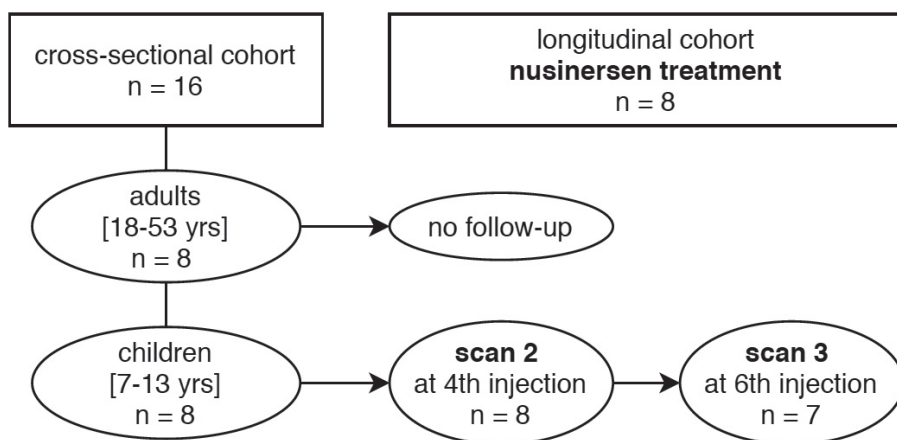 cross-sectional cohort
n = 16
longitudinal cohort
nusinersen treatment
n = 8
adults
[18-53 yrs]
n = 8
no follow-up
children
[7-13 yrs]
n = 8
scan 2
at 4th injection
n = 8
scan 3
at 6th injection
n = 7